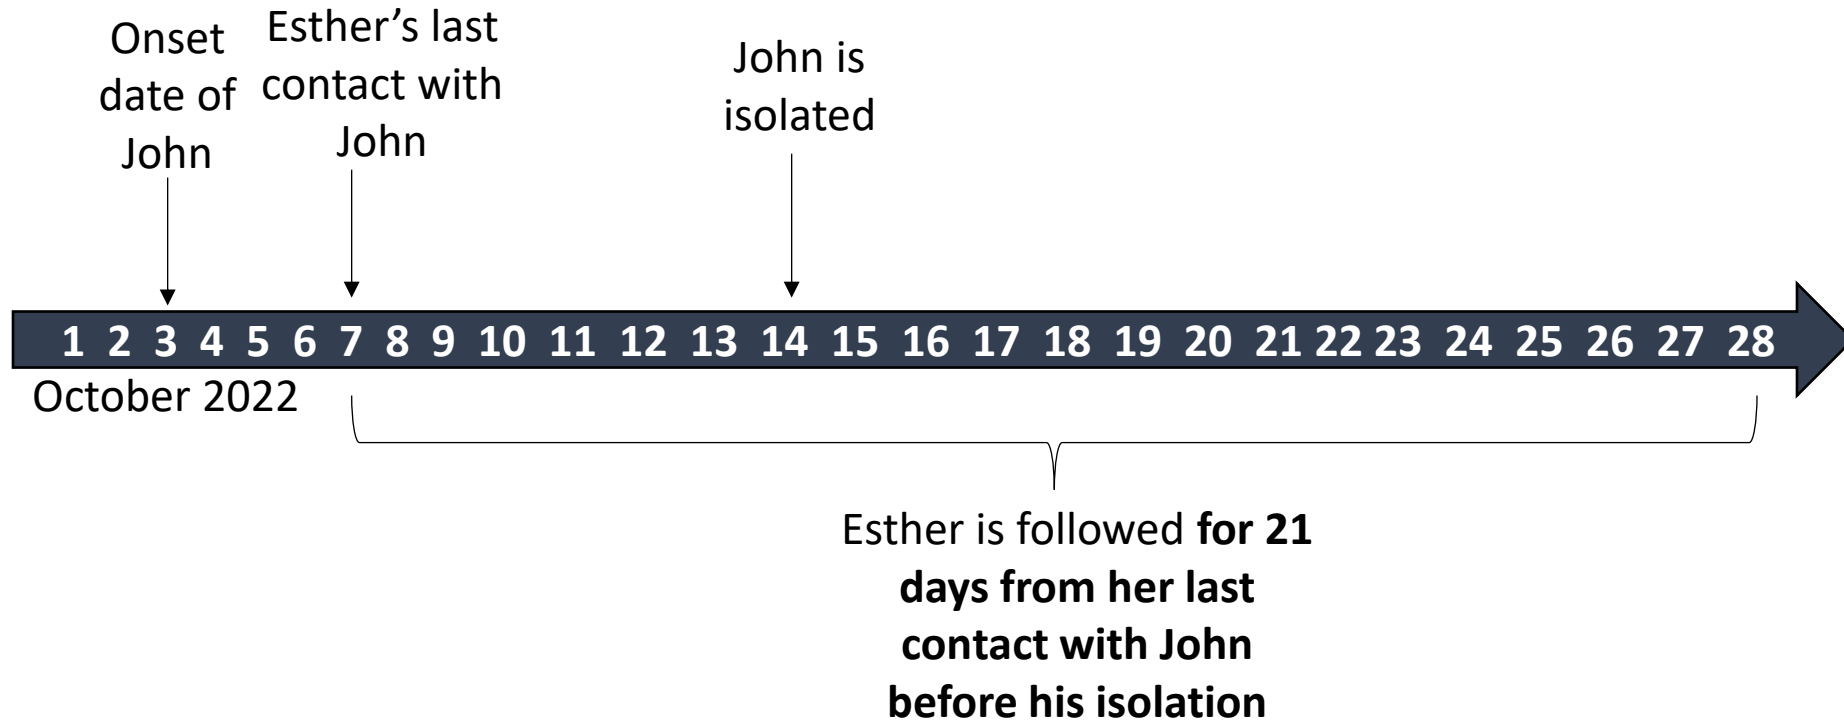 Onset
date of
John
Esther’s last
contact with
John
John is
isolated
1 2 3 4 5 6 7 8 9 10 11 12 13 14 15 16 17 18 19 20 21 22 23 24 25 26 27 28
October 2022
Esther is followed for 21
days from her last
contact with John
before his isolation